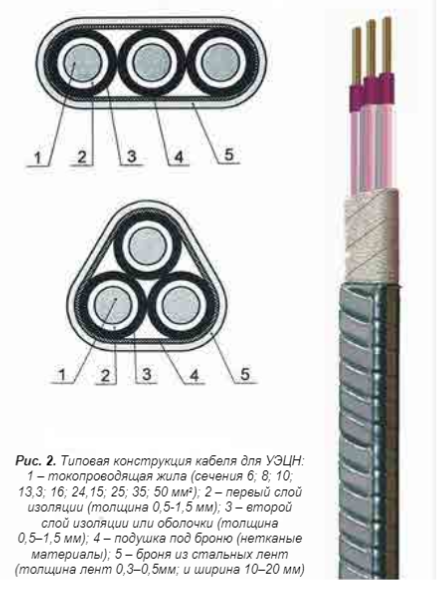 1 2 3 4 5
1 2 3 4 5
Рис. 2. Типовая конструкция кабеля для УЭЦН:
1 – токопроводящая жила (сечения 6; 8; 10;
13,3; 16; 24,15; 25; 35; 50 мм²); 2 – первый слой
изоляции (толщина 0,5-1,5 мм); 3 – второй
слой изоляции или оболочки (толщина
0,5–1,5 мм); 4 – подушка под броню (нетканые
материалы); 5 – броня из стальных лент
(толщина лент 0,3–0,5мм; и ширина 10–20 мм)